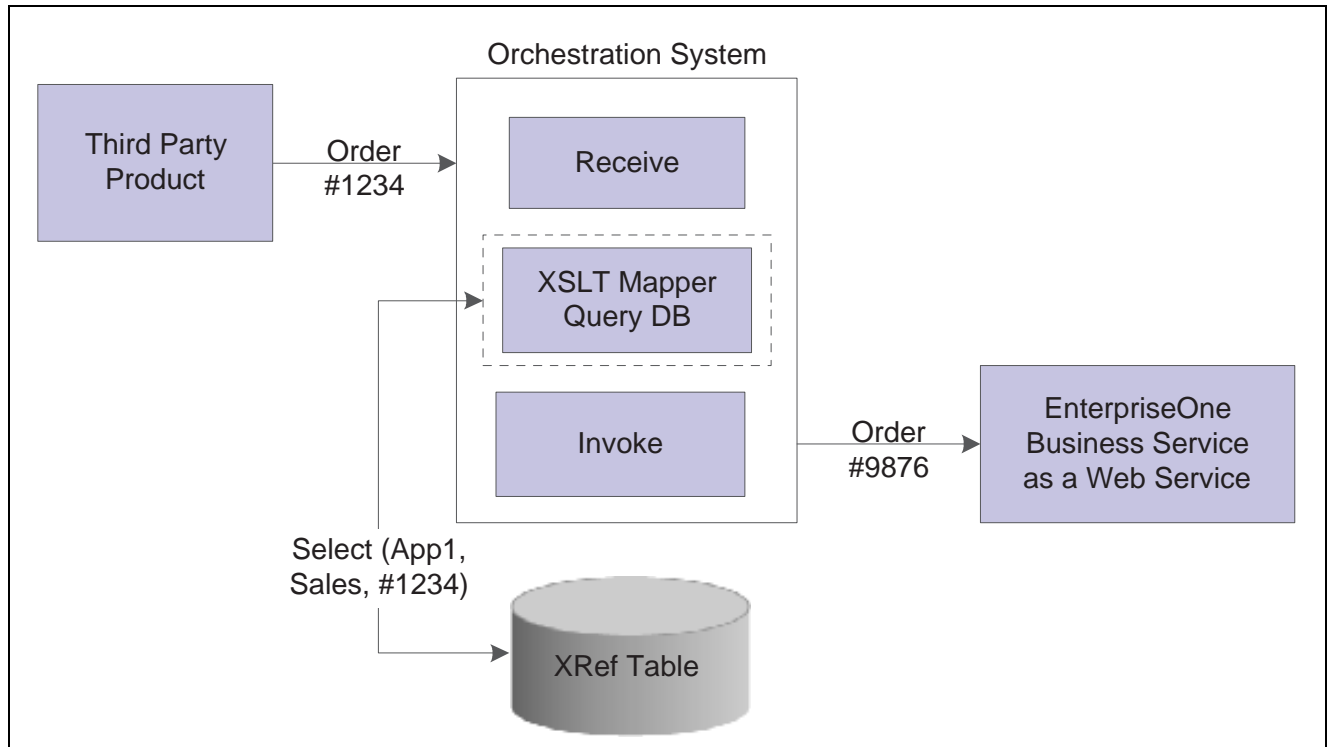 Orchestration System
Third Party
Product
Order
#1234
Receive
XSLT Mapper
Query DB
Invoke
Order
#9876
EnterpriseOne
Business Service
as a Web Service
Select (App1,
Sales, #1234)
XRef Table